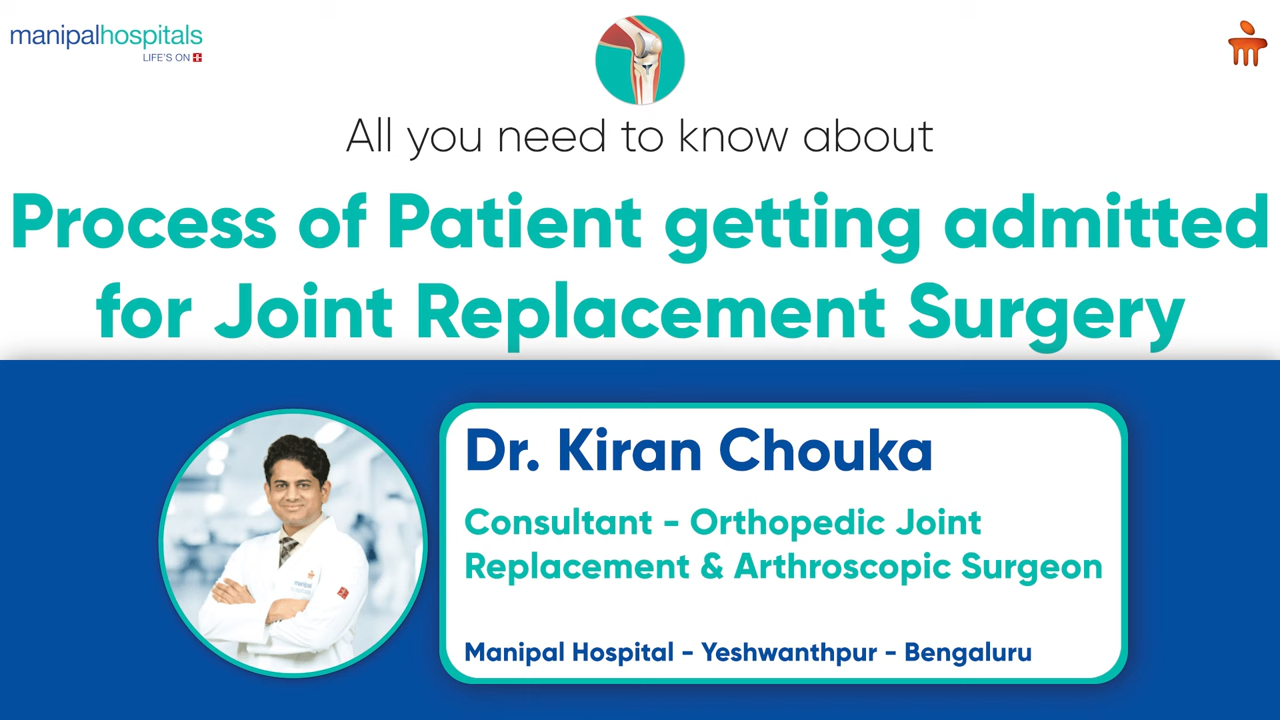 manipalhospitals
LIFE'S ON
All you need to know about
Process of Patient getting admitted
for Joint Replacement Surgery
Dr. Kiran Chouka
Consultant - Orthopedic Joint
Replacement & Arthroscopic Surgeon
Manipal Hospital - Yeshwanthpur - Bengaluru